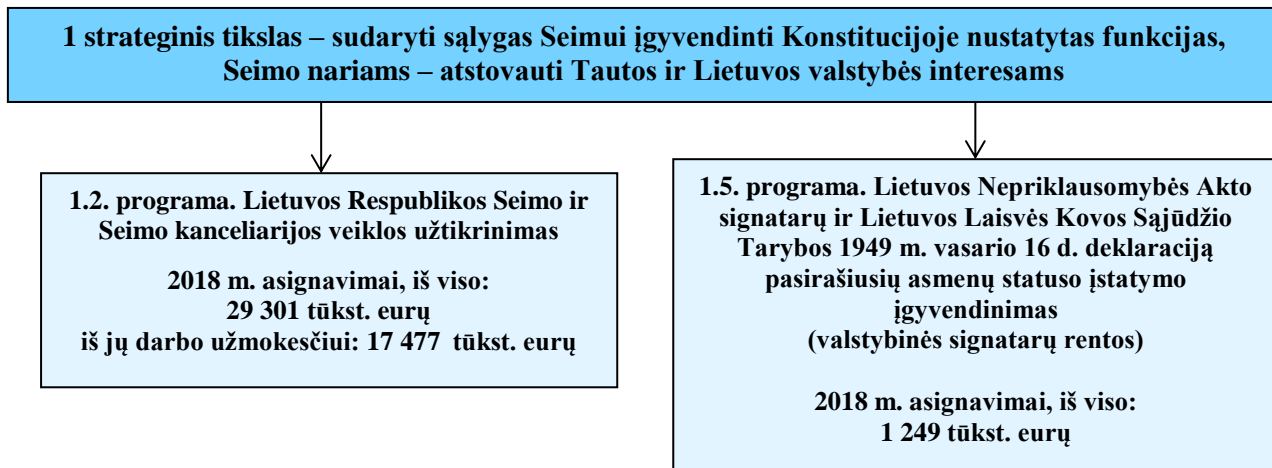 1 strateginis tikslas – sudaryti sąlygas Seimui įgyvendinti Konstitucijoje nustatytas funkcijas,
Seimo nariams – atstovauti Tautos ir Lietuvos valstybės interesams
1.2. programa. Lietuvos Respublikos Seimo ir
Seimo kanceliarijos veiklos užtikrinimas
2018 m. asignavimai, iš viso:
29 301 tūkst. eurų
iš jų darbo užmokesčiui: 17 477 tūkst. eurų
1.5. programa. Lietuvos Nepriklausomybės Akto
signatarų ir Lietuvos Laisvės Kovos Sąjūdžio
Tarybos 1949 m. vasario 16 d. deklaraciją
pasirašiusių asmenų statuso įstatymo
įgyvendinimas
(valstybinės signatarų rentos)
2018 m. asignavimai, iš viso:
1 249 tūkst. eurų